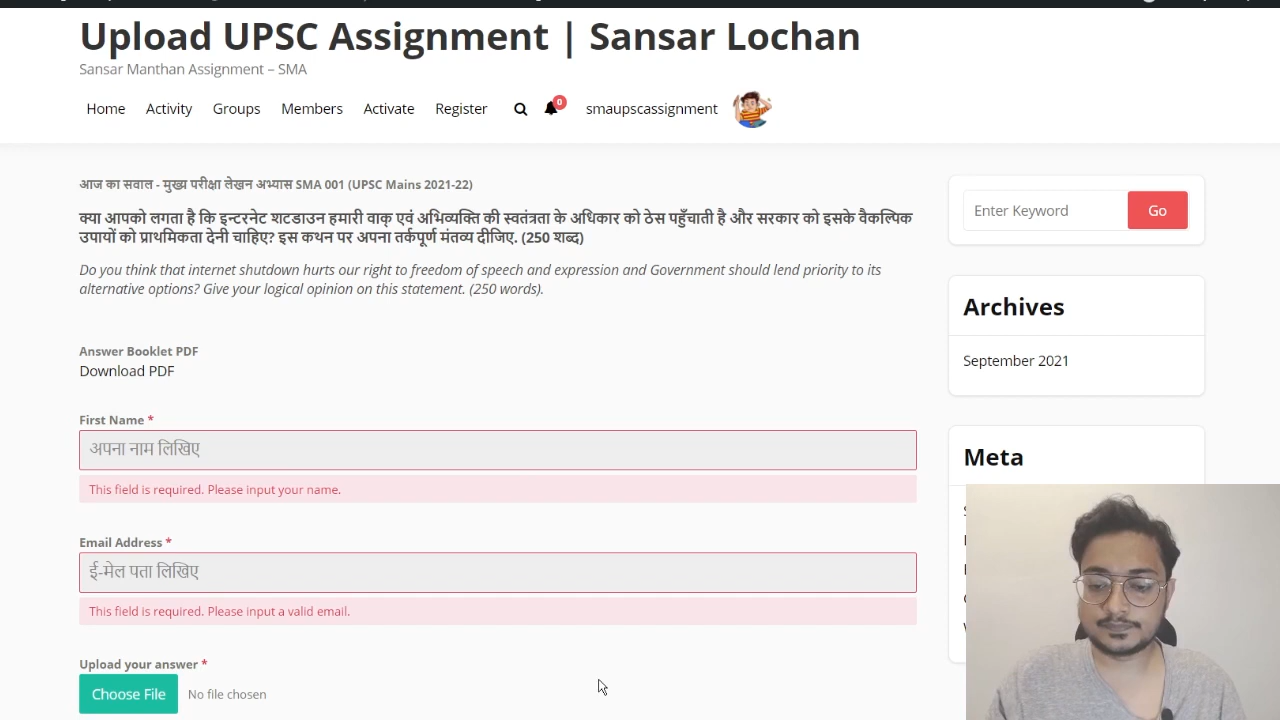 Upload UPSC Assignment | Sansar Lochan
Sansar Manthan Assignment – SMA
Home Activity Groups Members Activate Register 0 smaupscassignment
आज का सवाल - मुख्य परीक्षा लेखन अभ्यास SMA 001 (UPSC Mains 2021-22)
क्या आपको लगता है कि इन्टरनेट शटडाउन हमारी वाक् एवं अभिव्यक्ति की स्वतंत्रता के अधिकार को ठेस पहुँचाती है और सरकार को इसके वैकल्पिक
उपायों को प्राथमिकता देनी चाहिए? इस कथन पर अपना तर्कपूर्ण मंतव्य दीजिए. (250 शब्द)
Do you think that internet shutdown hurts our right to freedom of speech and expression and Government should lend priority to its
alternative options? Give your logical opinion on this statement. (250 words).
Answer Booklet PDF
Download PDF
First Name *
अपना नाम लिखिए
This field is required. Please input your name.
Email Address *
ई-मेल पता लिखिए
This field is required. Please input a valid email.
Upload your answer *
Choose File No file chosen
Enter Keyword Go
Archives
September 2021
Meta